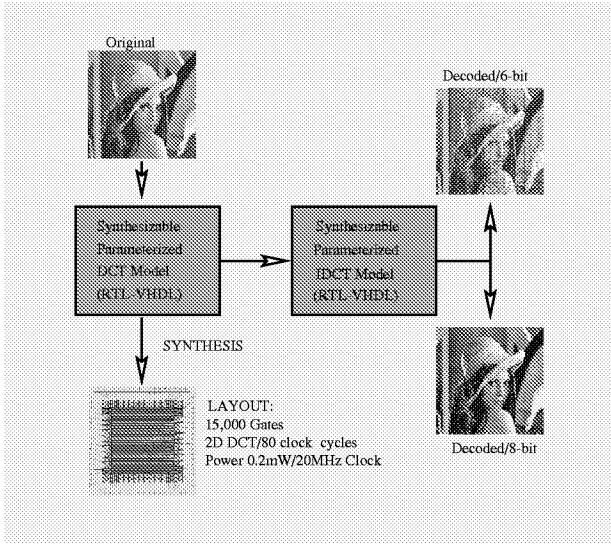 Original
Decoded/6-bit
Synthesizable
Parameterized
DCT Model
(RTL-VHDL)
Synthesizable
Parameterized
IDCT Model
(RTL-VHDL)
SYNTHESIS
LAYOUT:
15,000 Gates
2D DCT/80 clock cycles
Power 0.2mW/20MHz Clock
Decoded/8-bit